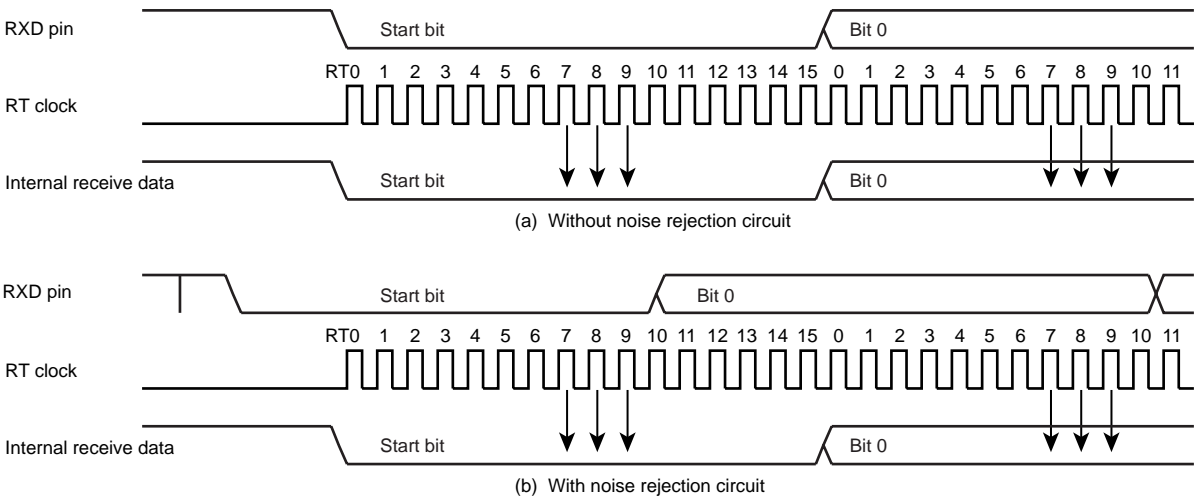 RXD pin Start bit Bit 0
RT0 1 2 3 4 5 6 7 8 9 10 11 12 13 14 15 0 1 2 3 4 5 6 7 8 9 10 11
RT clock
Internal receive data Start bit Bit 0
(a) Without noise rejection circuit
RXD pin Start bit Bit 0
RT0 1 2 3 4 5 6 7 8 9 10 11 12 13 14 15 0 1 2 3 4 5 6 7 8 9 10 11
RT clock
Internal receive data Start bit Bit 0
(b) With noise rejection circuit